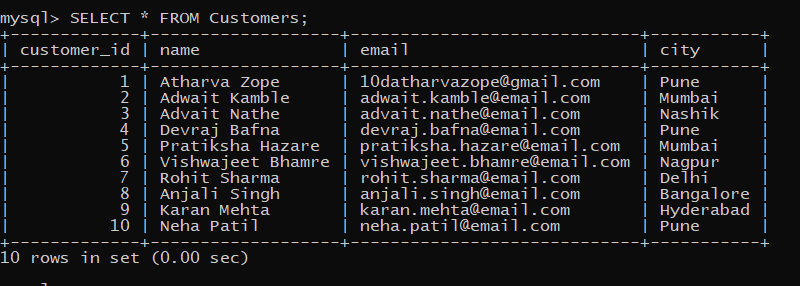 mysql> SELECT * FROM Customers;
+-------------+-------------------+-----------------------------+-----------+
| customer_id | name              | email                       | city      |
+-------------+-------------------+-----------------------------+-----------+
|           1 | Atharva Zope      | 10datharvazope@gmail.com    | Pune      |
|           2 | Adwait Kamble     | adwait.kamble@email.com     | Mumbai    |
|           3 | Advait Nathe      | advait.nathe@email.com      | Nashik    |
|           4 | Devraj Bafna      | devraj.bafna@email.com      | Pune      |
|           5 | Pratiksha Hazare  | pratiksha.hazare@email.com  | Mumbai    |
|           6 | Vishwajeet Bhamre | vishwajeet.bhamre@email.com | Nagpur    |
|           7 | Rohit Sharma      | rohit.sharma@email.com      | Delhi     |
|           8 | Anjali Singh      | anjali.singh@email.com      | Bangalore |
|           9 | Karan Mehta       | karan.mehta@email.com       | Hyderabad |
|          10 | Neha Patil        | neha.patil@email.com        | Pune      |
+-------------+-------------------+-----------------------------+-----------+
10 rows in set (0.00 sec)